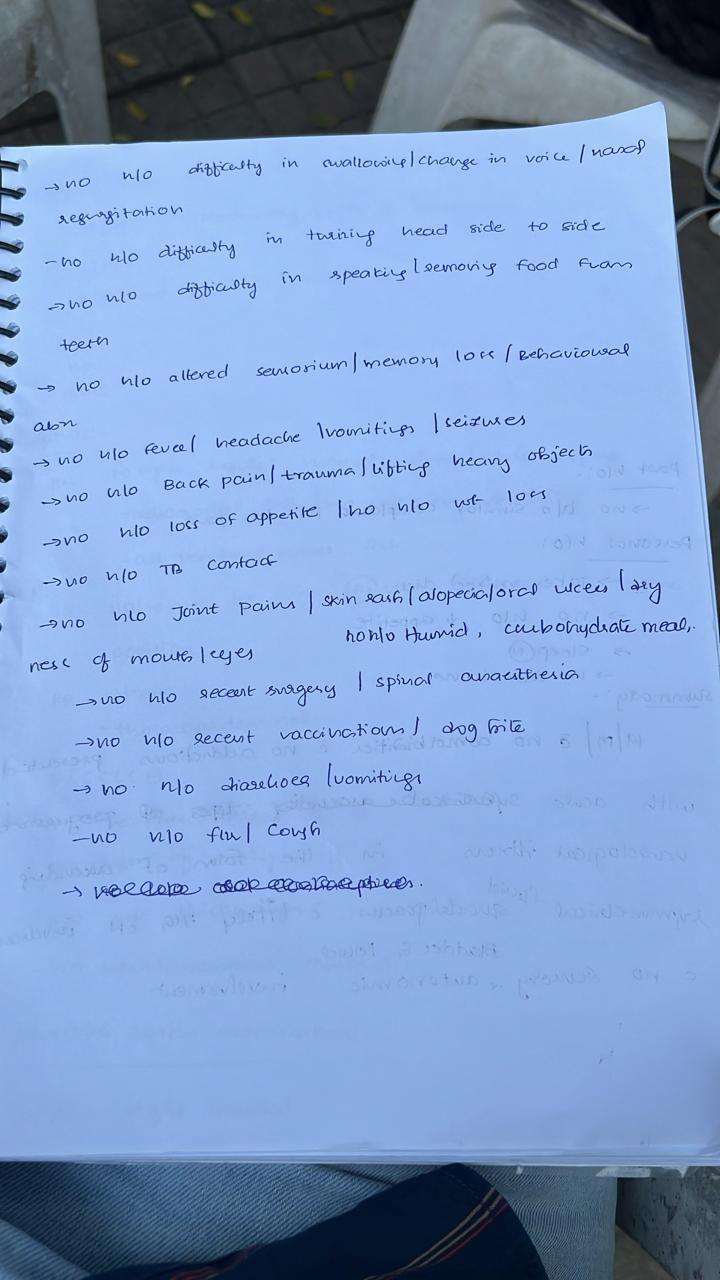 → no h/o difficulty in swallowing/change in voice / nasal
regurgitation
- no h/o difficulty in turning head side to side
→ no h/o difficulty in speaking/removing food from
teeth
→ no h/o altered sensorium/memory loss / Behavioural
abn
→ no h/o fever/ headache /vomitings /seizures
→ no h/o Back pain/trauma/lifting heavy objects
→ no h/o loss of appetite /no h/o wt loss
→ no h/o TB contact
→ no h/o Joint pains / skin rash/alopecia/oral ulcers /dry
ness of mouth/eyes no h/o Humid, carbohydrate meal,.
→ no h/o recent surgery / spinal anaesthesia
→ no h/o recent vaccinations/ dog bite
→ no h/o diarrhoea /vomitings
- no h/o flu/ cough
→